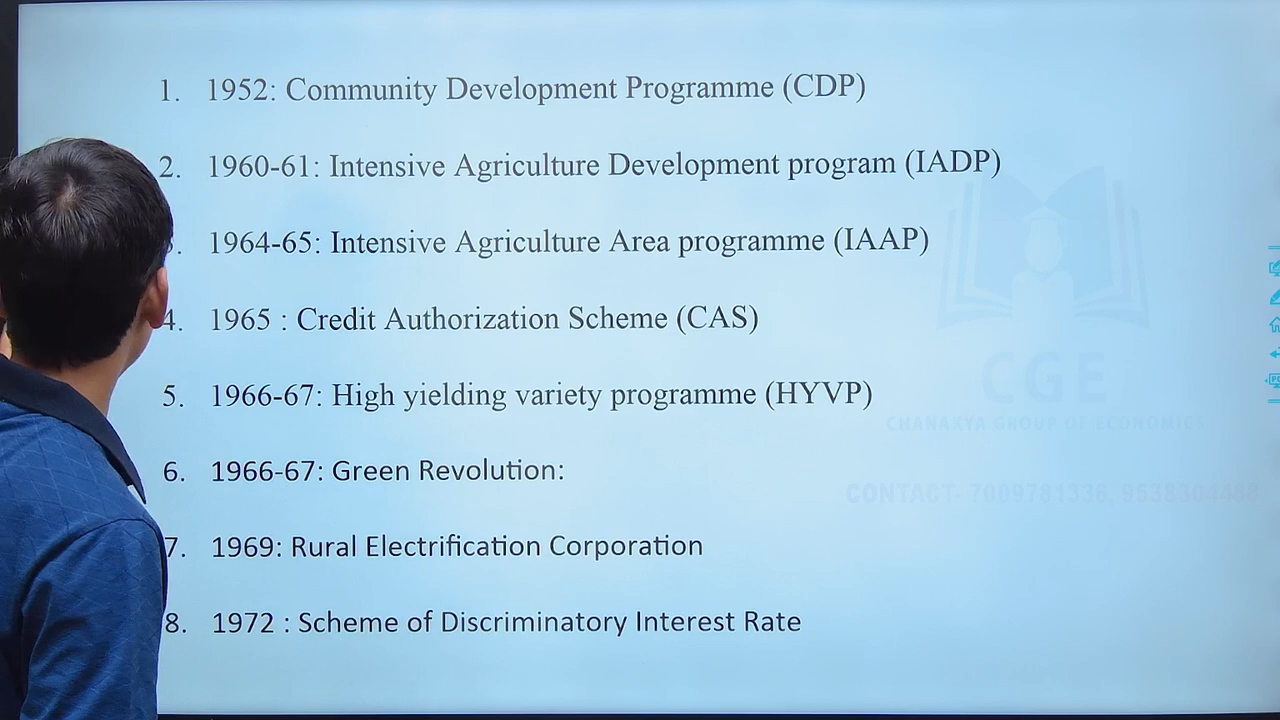 1. 1952: Community Development Programme (CDP)
2. 1960-61: Intensive Agriculture Development program (IADP)
3. 1964-65: Intensive Agriculture Area programme (IAAP)
4. 1965 : Credit Authorization Scheme (CAS)
5. 1966-67: High yielding variety programme (HYVP)
6. 1966-67: Green Revolution:
7. 1969: Rural Electrification Corporation
8. 1972 : Scheme of Discriminatory Interest Rate
CGE
CHANAKYA GROUP OF ECONOMICS
CONTACT- 7009781336,